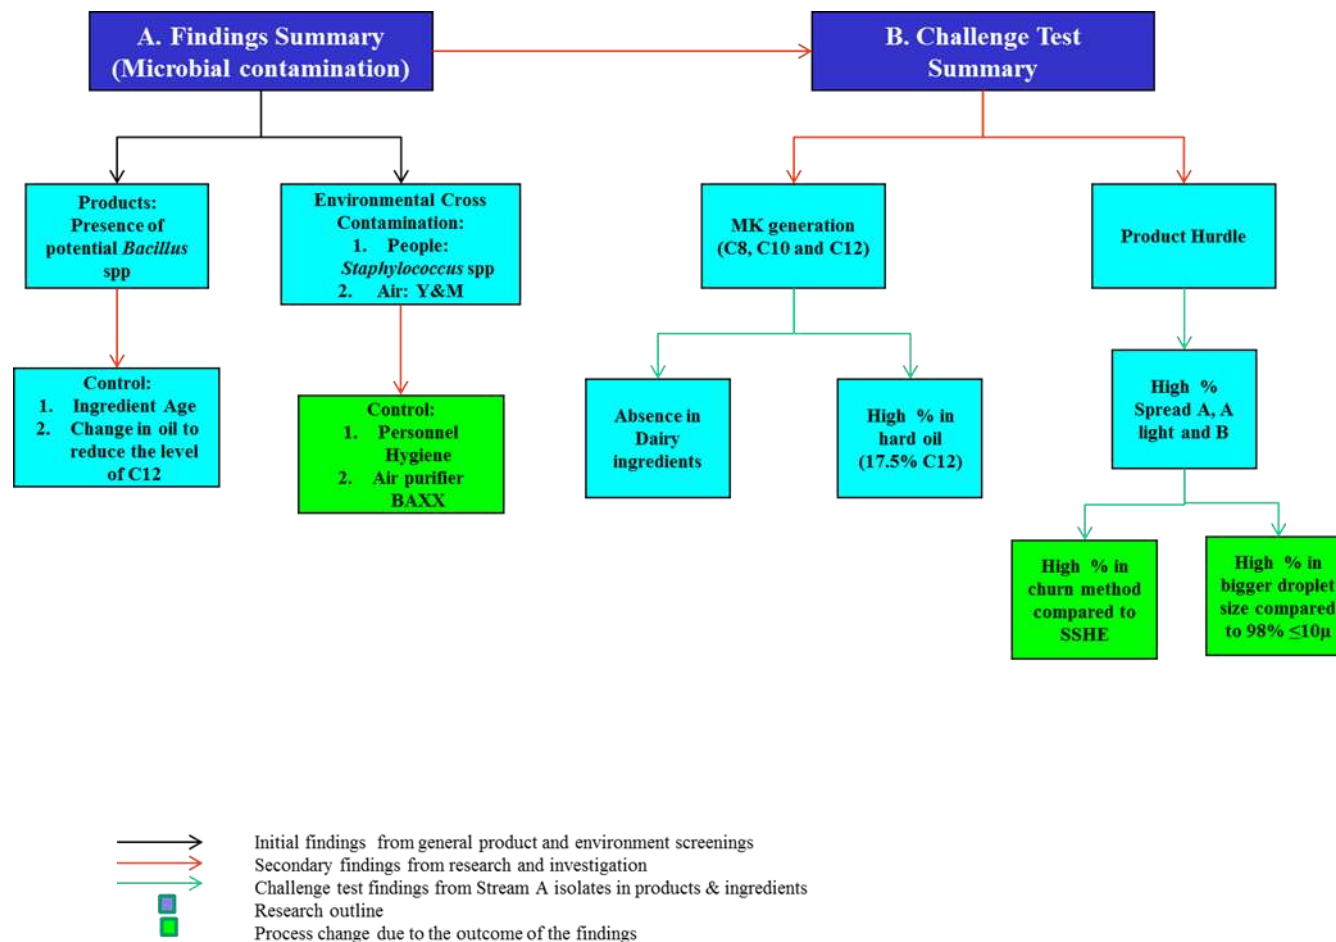 A. Findings Summary
(Microbial contamination)
B. Challenge Test
Summary
Products:
Presence of
potential Bacillus
spp
Environmental Cross
Contamination:
1. People:
Staphylococcus spp
2. Air: Y&M
MK generation
(C8, C10 and C12)
Product Hurdle
Control:
1. Ingredient Age
2. Change in oil to
reduce the level
of C12
Control:
1. Personnel
Hygiene
2. Air purifier
BAXX
Absence in
Dairy
ingredients
High % in
hard oil
(17.5% C12)
High %
Spread A, A
light and B
High % in
churn method
compared to
SSHE
High % in
bigger droplet
size compared
to 98% ≤10μ
Initial findings from general product and environment screenings
Secondary findings from research and investigation
Challenge test findings from Stream A isolates in products & ingredients
Research outline
Process change due to the outcome of the findings